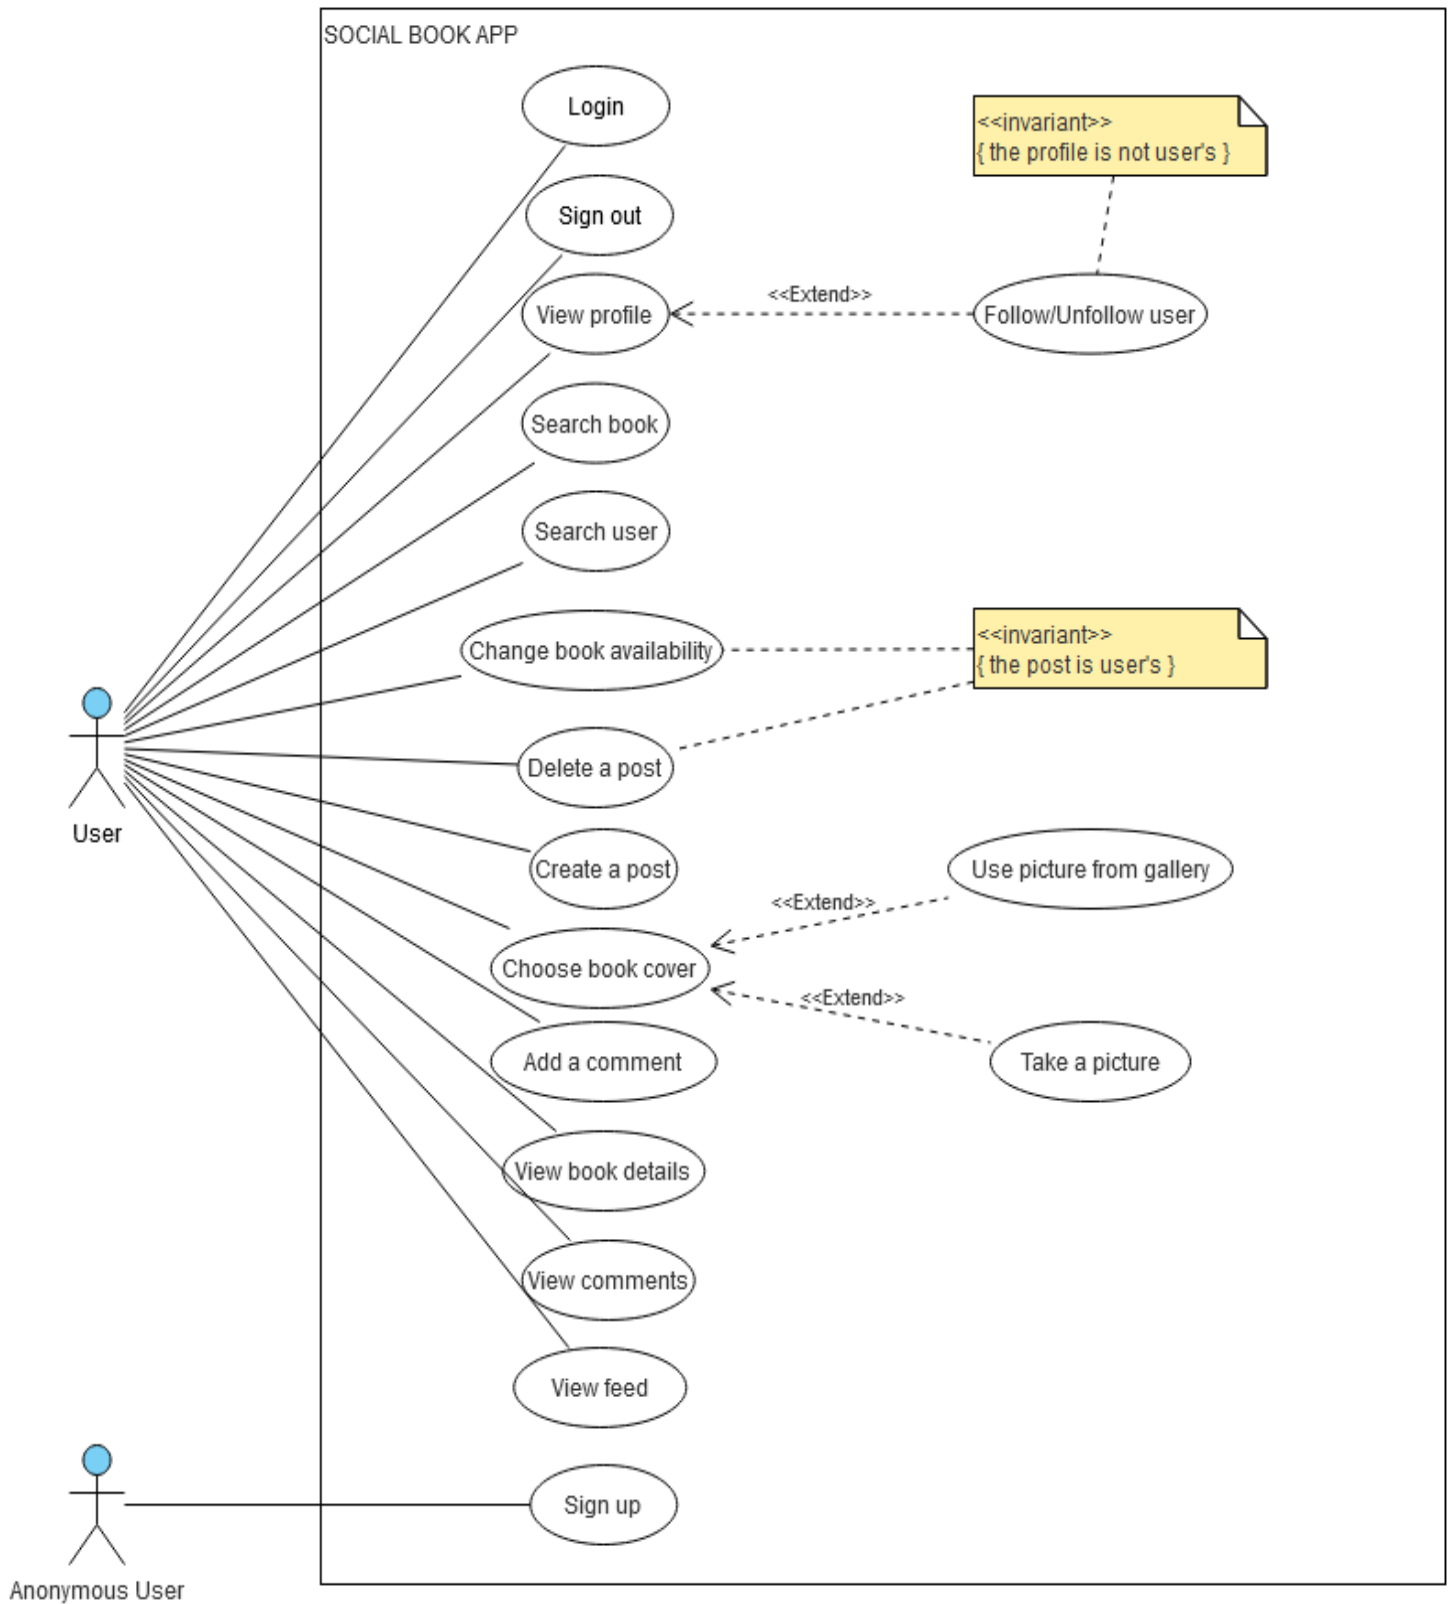 SOCIAL BOOK APP
Login
<<invariant>>
{ the profile is not user's }
Sign out
<<Extend>>
View profile
Follow/Unfollow user
Search book
Search user
<<invariant>>
{ the post is user's }
Change book availability
Delete a post
User
Create a post
Use picture from gallery
<<Extend>>
Choose book cover
<<Extend>>
Add a comment
Take a picture
View book details
View comments
View feed
Sign up
Anonymous User